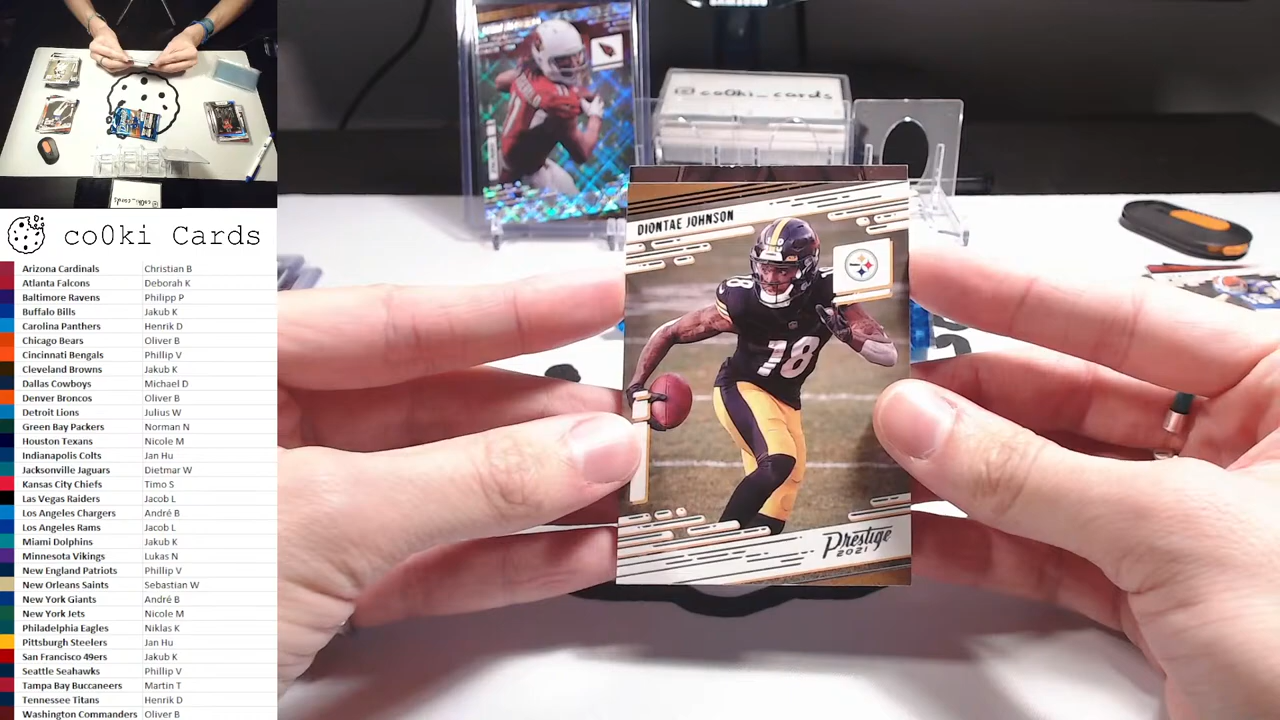 co0ki Cards
Arizona Cardinals Christian B
Atlanta Falcons Deborah K
Baltimore Ravens Philipp P
Buffalo Bills Jakub K
Carolina Panthers Henrik D
Chicago Bears Oliver B
Cincinnati Bengals Phillip V
Cleveland Browns Jakub K
Dallas Cowboys Michael D
Denver Broncos Oliver B
Detroit Lions Julius W
Green Bay Packers Norman N
Houston Texans Nicole M
Indianapolis Colts Jan Hu
Jacksonville Jaguars Dietmar W
Kansas City Chiefs Timo S
Las Vegas Raiders Jacob L
Los Angeles Chargers André B
Los Angeles Rams Jacob L
Miami Dolphins Jakub K
Minnesota Vikings Lukas N
New England Patriots Phillip V
New Orleans Saints Sebastian W
New York Giants André B
New York Jets Nicole M
Philadelphia Eagles Niklas K
Pittsburgh Steelers Jan Hu
San Francisco 49ers Jakub K
Seattle Seahawks Phillip V
Tampa Bay Buccaneers Martin T
Tennessee Titans Henrik D
Washington Commanders Oliver B
SAMSUNG
@co0ki_cards
DIONTAE JOHNSON
18
18
Prestige
2021